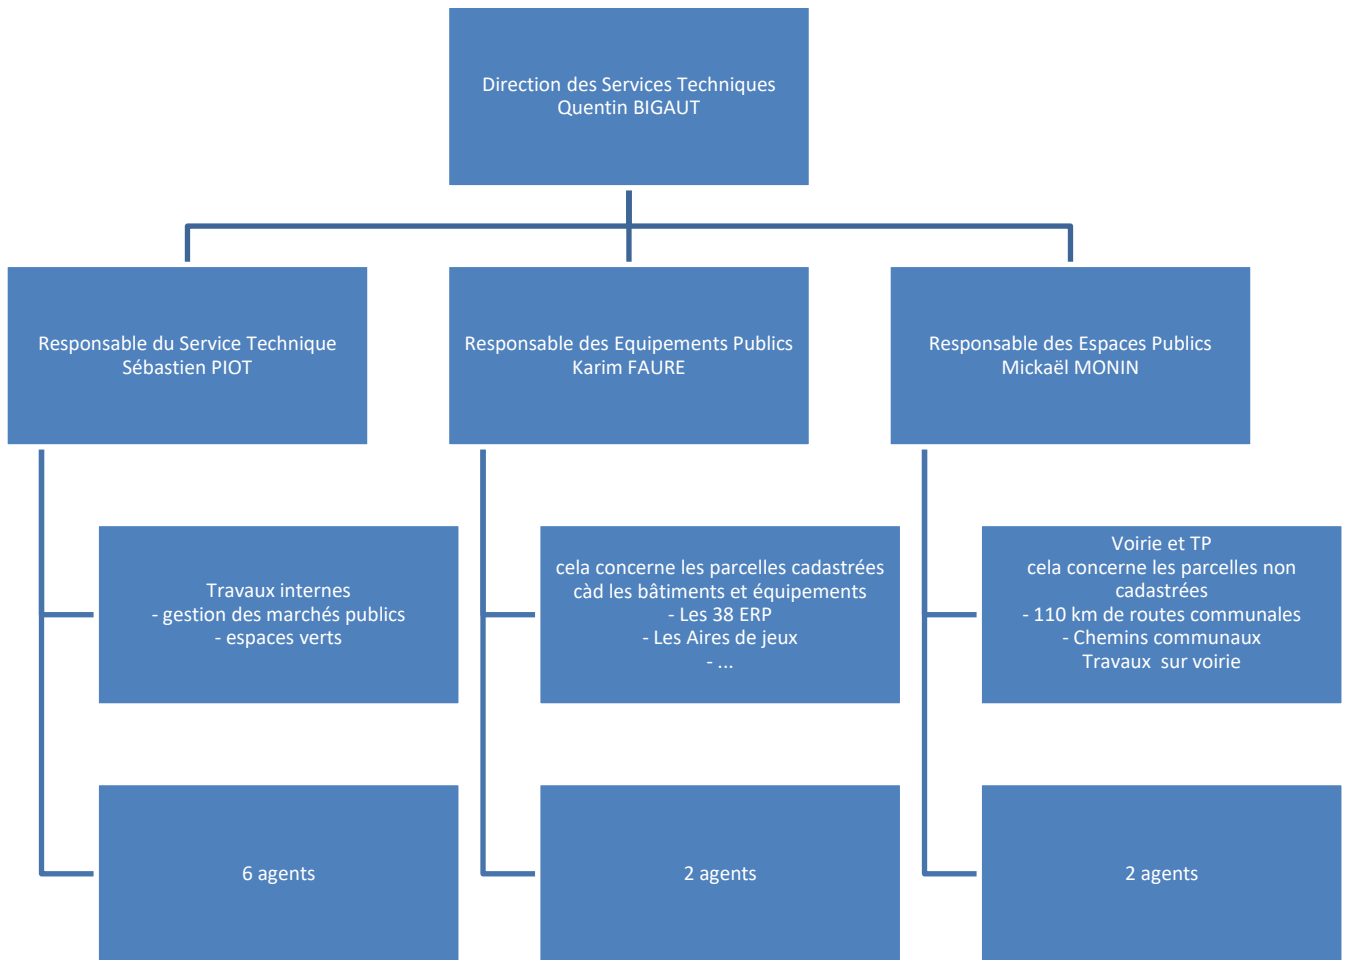 Direction des Services Techniques
Quentin BIGAUT
Responsable du Service Technique
Sébastien PIOT
Responsable des Equipements Publics
Karim FAURE
Responsable des Espaces Publics
Mickaël MONIN
Travaux internes
- gestion des marchés publics
- espaces verts
cela concerne les parcelles cadastrées
càd les bâtiments et équipements
- Les 38 ERP
- Les Aires de jeux
- ...
Voirie et TP
cela concerne les parcelles non
cadastrées
- 110 km de routes communales
- Chemins communaux
Travaux  sur voirie
6 agents
2 agents
2 agents